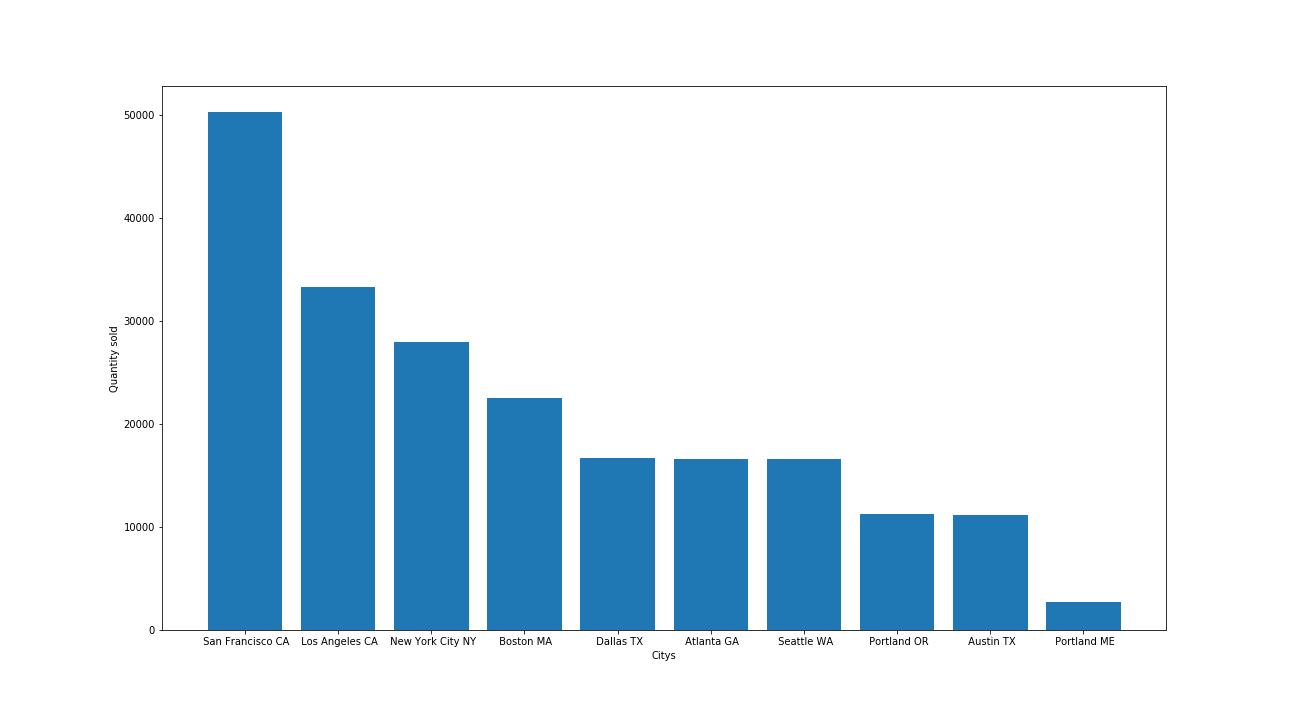 50000
40000
30000
20000
10000
0
Quantity sold
San Francisco CA Los Angeles CA New York City NY Boston MA Dallas TX Atlanta GA Seattle WA Portland OR Austin TX Portland ME
Citys